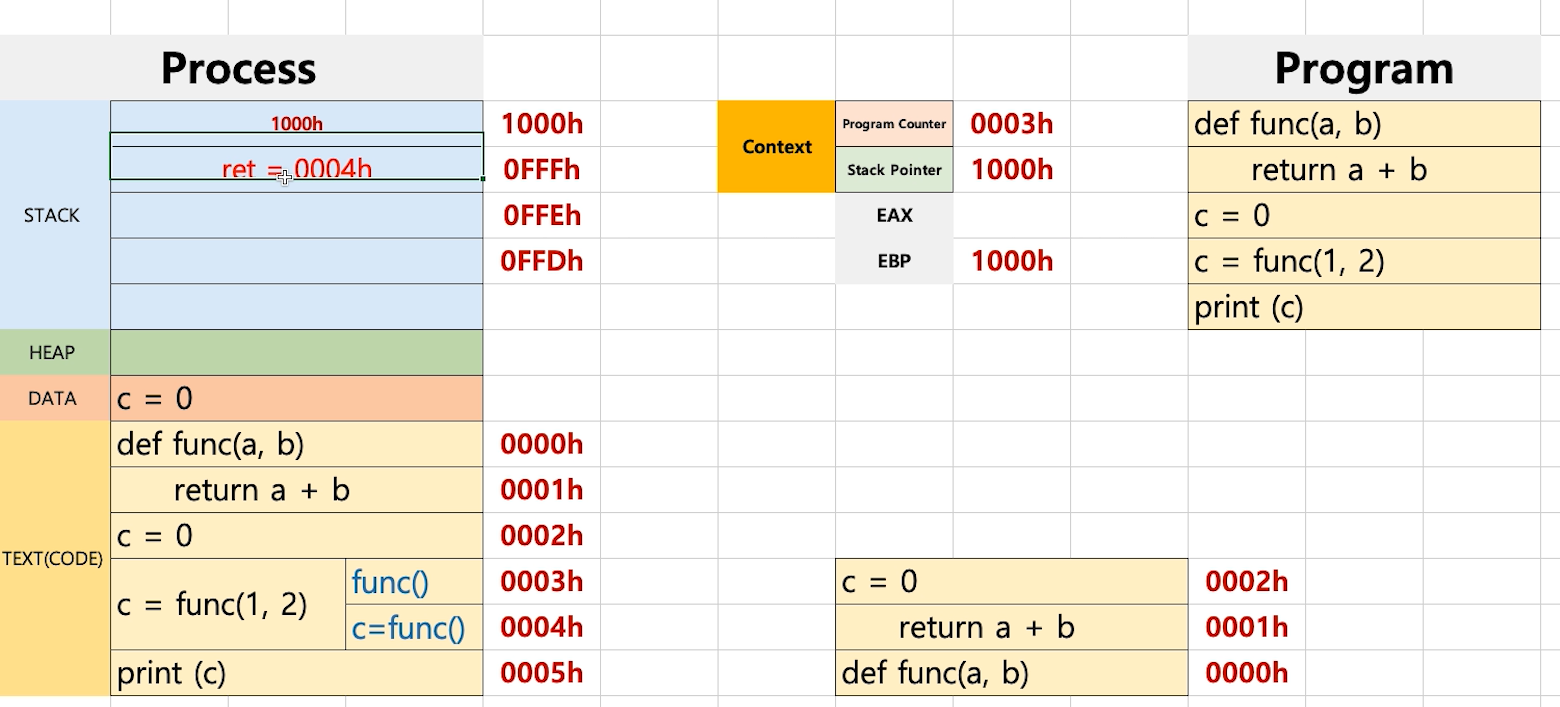 Process
Program
1000h
1000h
Context
Program Counter
0003h
def func(a, b)
ret = 0004h
0FFFh
Stack Pointer
1000h
return a + b
STACK
0FFEh
EAX
c = 0
0FFDh
EBP
1000h
c = func(1, 2)
print (c)
HEAP
DATA
c = 0
def func(a, b)
0000h
return a + b
0001h
c = 0
0002h
TEXT(CODE)
c = func(1, 2)
func()
0003h
c = 0
0002h
c=func()
0004h
return a + b
0001h
print (c)
0005h
def func(a, b)
0000h